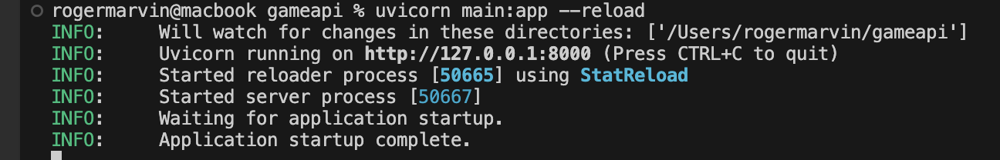 rogermarvin@macbook gameapi % uvicorn main:app --reload
INFO:     Will watch for changes in these directories: ['/Users/rogermarvin/gameapi']
INFO:     Uvicorn running on http://127.0.0.1:8000 (Press CTRL+C to quit)
INFO:     Started reloader process [50665] using StatReload
INFO:     Started server process [50667]
INFO:     Waiting for application startup.
INFO:     Application startup complete.